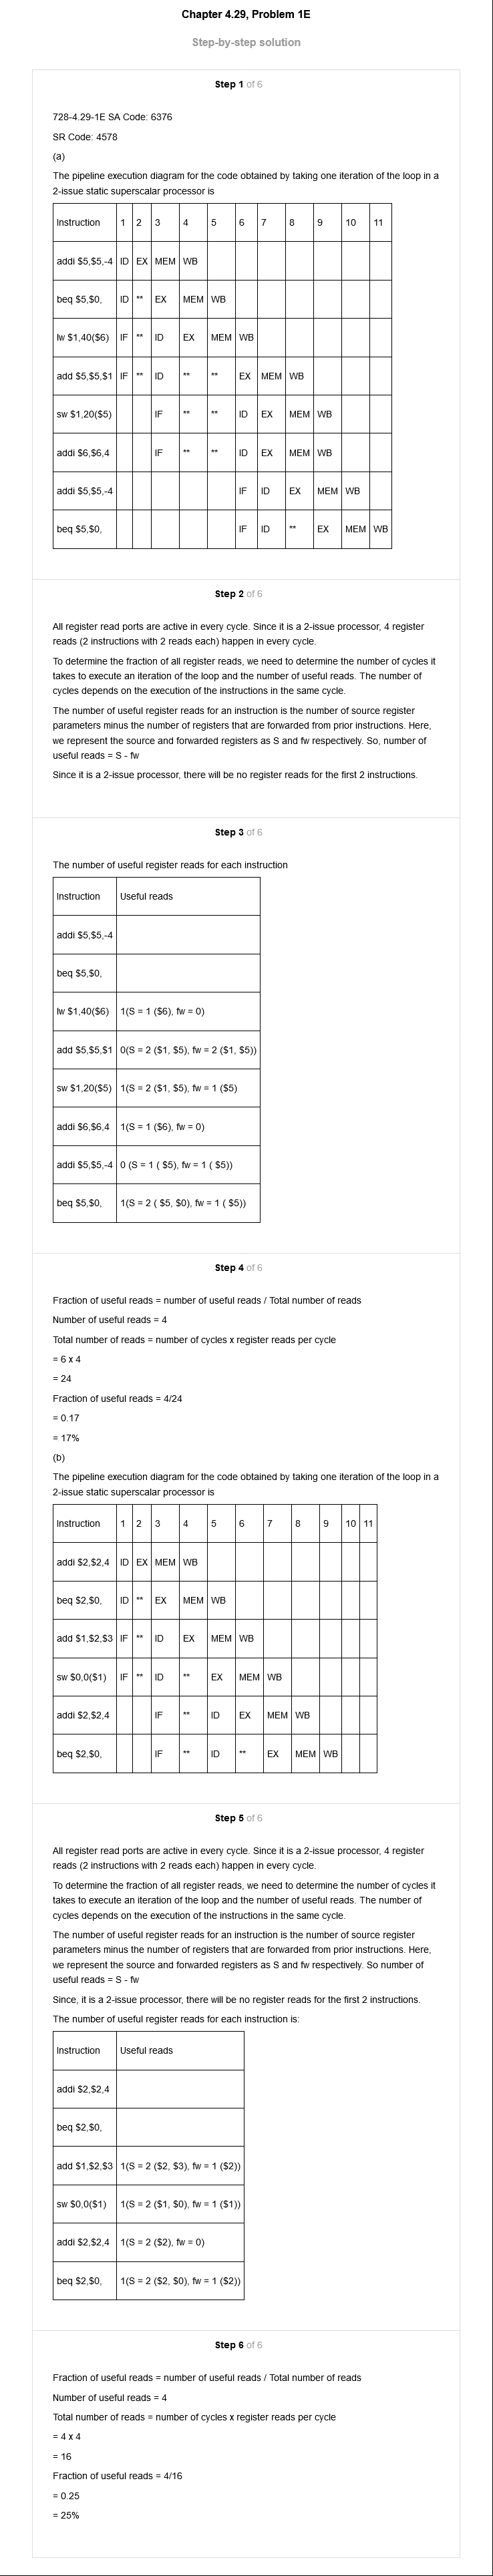 Chapter 4.29, Problem 1E
Step-by-step solution
Step 1 of 6
728-4.29-1E SA Code: 6376
SR Code: 4578
(a)
The pipeline execution diagram for the code obtained by taking one iteration of the loop in a
2-issue static superscalar processor is
Instruction 1 2 3 4 5 6 7 8 9 10 11
addi $5,$5,-4 ID EX MEM WB
beq $5,$0, ID ** EX MEM WB
lw $1,40($6) IF ** ID EX MEM WB
add $5,$5,$1 IF ** ID ** ** EX MEM WB
sw $1,20($5) IF ** ** ID EX MEM WB
addi $6,$6,4 IF ** ** ID EX MEM WB
addi $5,$5,-4 IF ID EX MEM WB
beq $5,$0, IF ID ** EX MEM WB
Step 2 of 6
All register read ports are active in every cycle. Since it is a 2-issue processor, 4 register
reads (2 instructions with 2 reads each) happen in every cycle.
To determine the fraction of all register reads, we need to determine the number of cycles it
takes to execute an iteration of the loop and the number of useful reads. The number of
cycles depends on the execution of the instructions in the same cycle.
The number of useful register reads for an instruction is the number of source register
parameters minus the number of registers that are forwarded from prior instructions. Here,
we represent the source and forwarded registers as S and fw respectively. So, number of
useful reads = S - fw
Since it is a 2-issue processor, there will be no register reads for the first 2 instructions.
Step 3 of 6
The number of useful register reads for each instruction
Instruction Useful reads
addi $5,$5,-4
beq $5,$0,
lw $1,40($6) 1(S = 1 ($6), fw = 0)
add $5,$5,$1 0(S = 2 ($1, $5), fw = 2 ($1, $5))
sw $1,20($5) 1(S = 2 ($1, $5), fw = 1 ($5)
addi $6,$6,4 1(S = 1 ($6), fw = 0)
addi $5,$5,-4 0 (S = 1 ( $5), fw = 1 ( $5))
beq $5,$0, 1(S = 2 ( $5, $0), fw = 1 ( $5))
Step 4 of 6
Fraction of useful reads = number of useful reads / Total number of reads
Number of useful reads = 4
Total number of reads = number of cycles x register reads per cycle
= 6 x 4
= 24
Fraction of useful reads = 4/24
= 0.17
= 17%
(b)
The pipeline execution diagram for the code obtained by taking one iteration of the loop in a
2-issue static superscalar processor is
Instruction 1 2 3 4 5 6 7 8 9 10 11
addi $2,$2,4 ID EX MEM WB
beq $2,$0, ID ** EX MEM WB
add $1,$2,$3 IF ** ID EX MEM WB
sw $0,0($1) IF ** ID ** EX MEM WB
addi $2,$2,4 IF ** ID EX MEM WB
beq $2,$0, IF ** ID ** EX MEM WB
Step 5 of 6
All register read ports are active in every cycle. Since it is a 2-issue processor, 4 register
reads (2 instructions with 2 reads each) happen in every cycle.
To determine the fraction of all register reads, we need to determine the number of cycles it
takes to execute an iteration of the loop and the number of useful reads. The number of
cycles depends on the execution of the instructions in the same cycle.
The number of useful register reads for an instruction is the number of source register
parameters minus the number of registers that are forwarded from prior instructions. Here,
we represent the source and forwarded registers as S and fw respectively. So number of
useful reads = S - fw
Since, it is a 2-issue processor, there will be no register reads for the first 2 instructions.
The number of useful register reads for each instruction is:
Instruction Useful reads
addi $2,$2,4
beq $2,$0,
add $1,$2,$3 1(S = 2 ($2, $3), fw = 1 ($2))
sw $0,0($1) 1(S = 2 ($1, $0), fw = 1 ($1))
addi $2,$2,4 1(S = 2 ($2), fw = 0)
beq $2,$0, 1(S = 2 ($2, $0), fw = 1 ($2))
Step 6 of 6
Fraction of useful reads = number of useful reads / Total number of reads
Number of useful reads = 4
Total number of reads = number of cycles x register reads per cycle
= 4 x 4
= 16
Fraction of useful reads = 4/16
= 0.25
= 25%